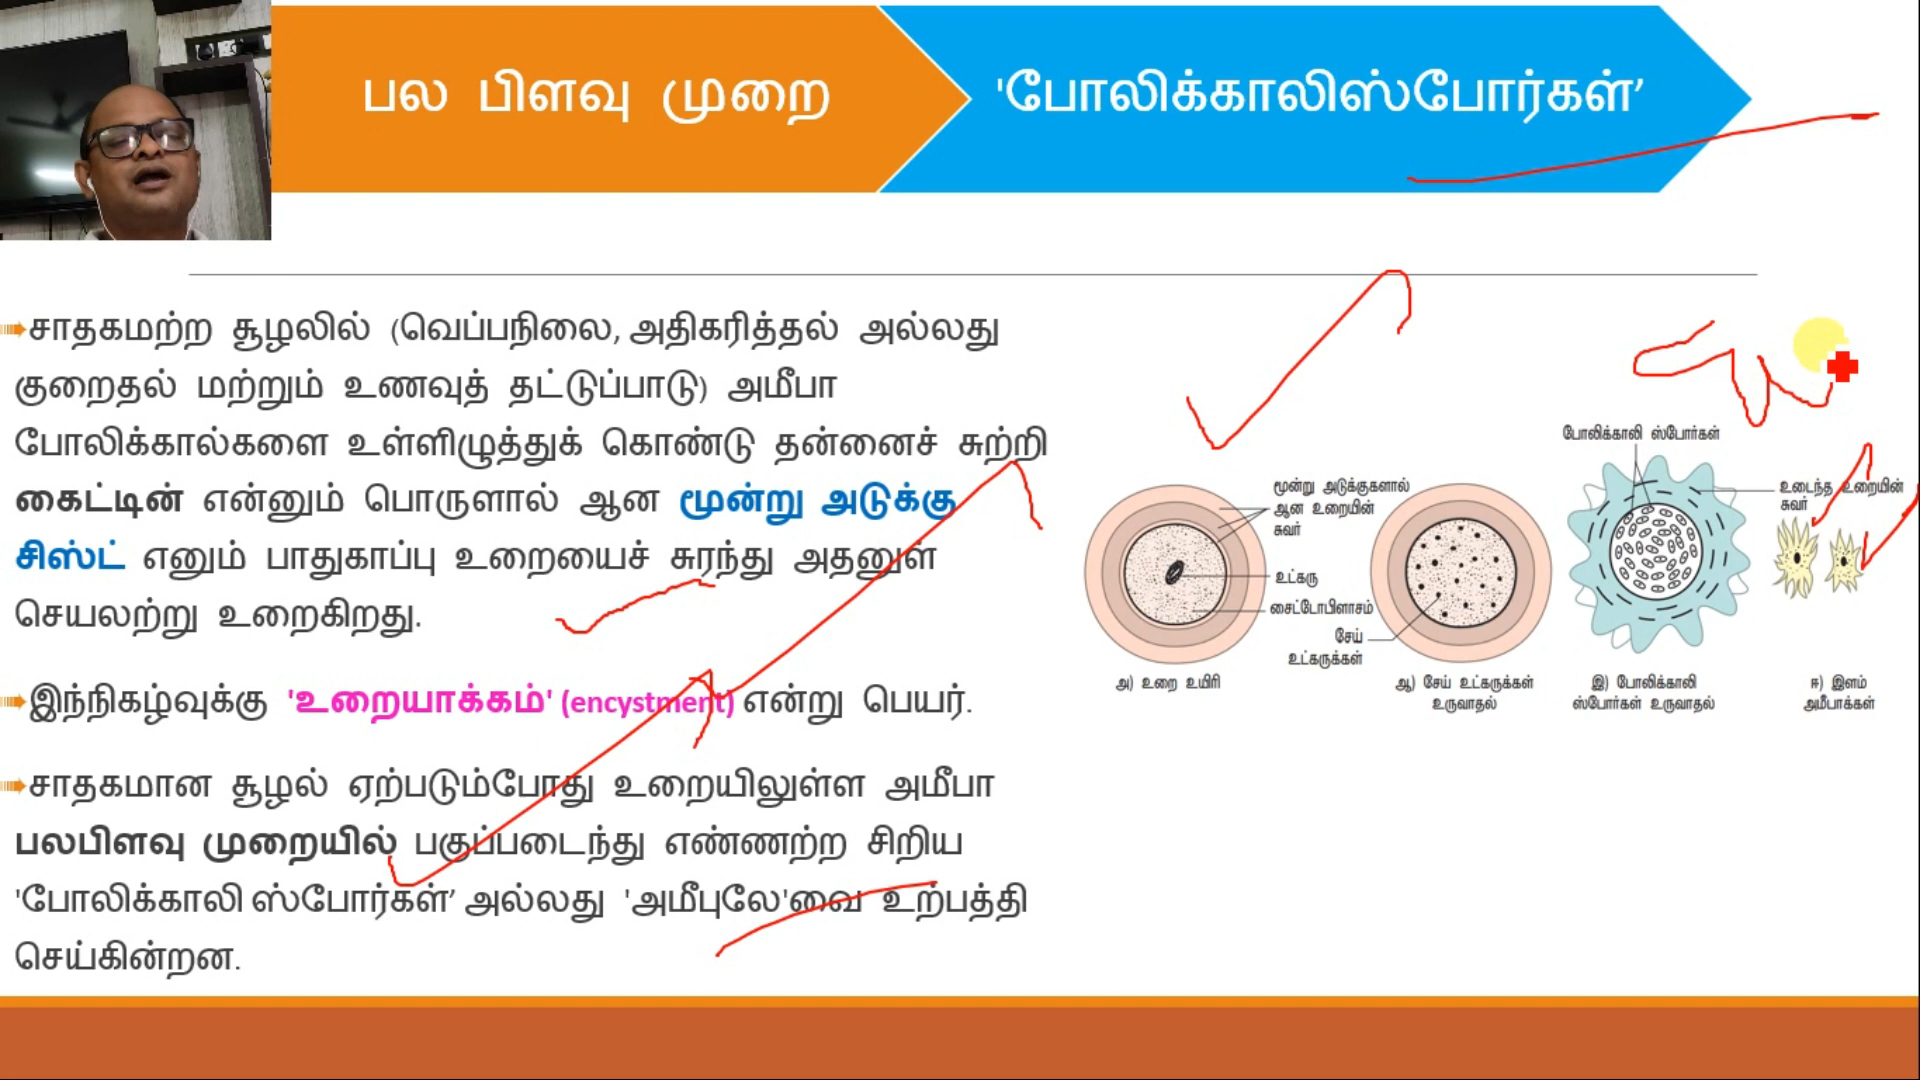 பல பிளவு முறை
'போலிக்காலிஸ்போர்கள்’
சாதகமற்ற சூழலில் (வெப்பநிலை, அதிகரித்தல் அல்லது
குறைதல் மற்றும் உணவுத் தட்டுப்பாடு) அமீபா
போலிக்கால்களை உள்ளிழுத்துக் கொண்டு தன்னைச் சுற்றி
கைட்டின் என்னும் பொருளால் ஆன மூன்று அடுக்கு
சிஸ்ட் எனும் பாதுகாப்பு உறையைச் சுரந்து அதனுள்
செயலற்று உறைகிறது.
இந்நிகழ்வுக்கு 'உறையாக்கம்' (encystment) என்று பெயர்.
சாதகமான சூழல் ஏற்படும்போது உறையிலுள்ள அமீபா
பலபிளவு முறையில் பகுப்படைந்து எண்ணற்ற சிறிய
'போலிக்காலி ஸ்போர்கள்’ அல்லது 'அமீபுலே'வை உற்பத்தி
செய்கின்றன.
மூன்று அடுக்குகளால்
ஆன உறையின்
சுவர்
உட்கரு
சைட்டோபிளாசம்
சேய்
உட்கருக்கள்
போலிக்காலி ஸ்போர்கள்
உடைந்த உறையின்
சுவர்
அ) உறை உயிரி
ஆ) சேய் உட்கருக்கள்
உருவாதல்
இ) போலிக்காலி
ஸ்போர்கள் உருவாதல்
ஈ) இளம்
அமீபாக்கள்